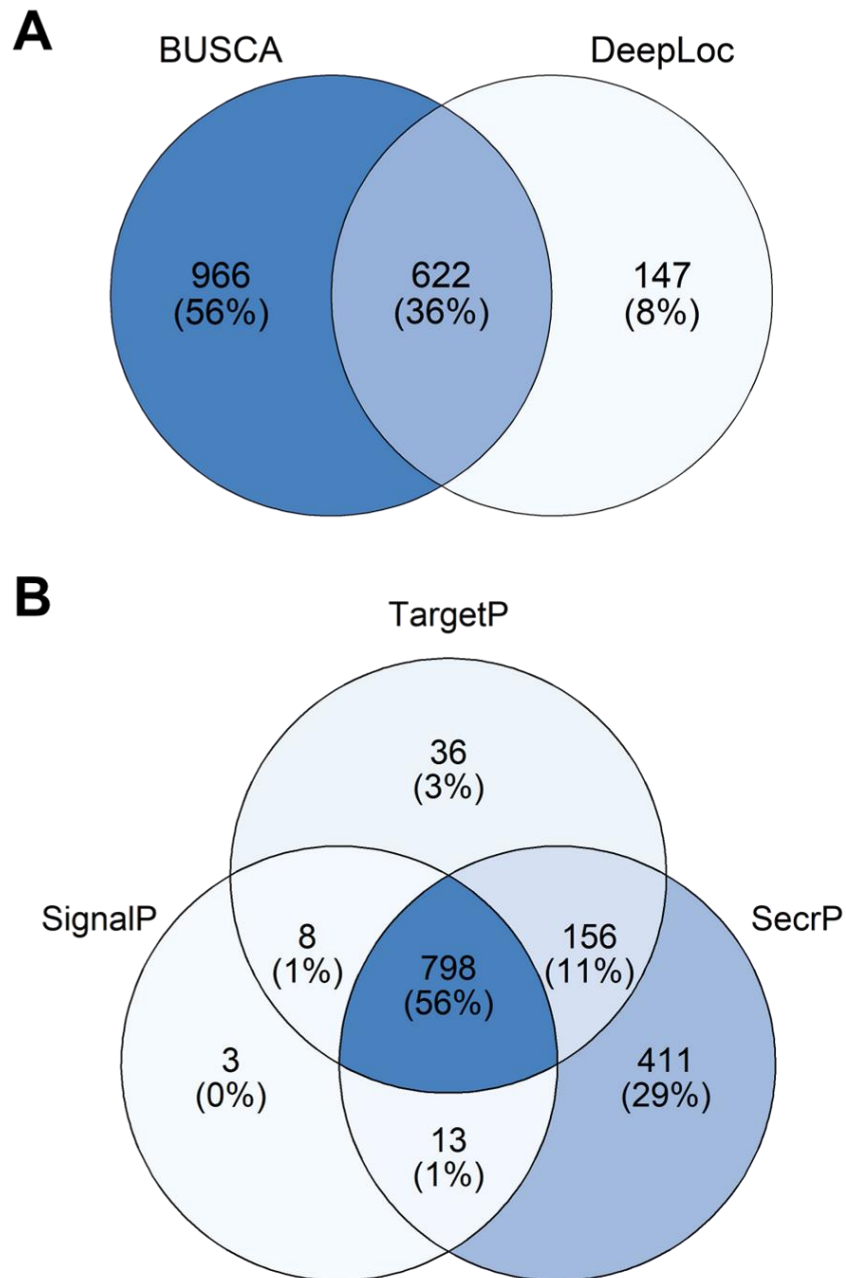 A
BUSCA
DeepLoc
966
(56%)
622
(36%)
147
(8%)
B
TargetP
36
(3%)
SignalP
SecrP
8
(1%)
798
(56%)
156
(11%)
3
(0%)
411
(29%)
13
(1%)